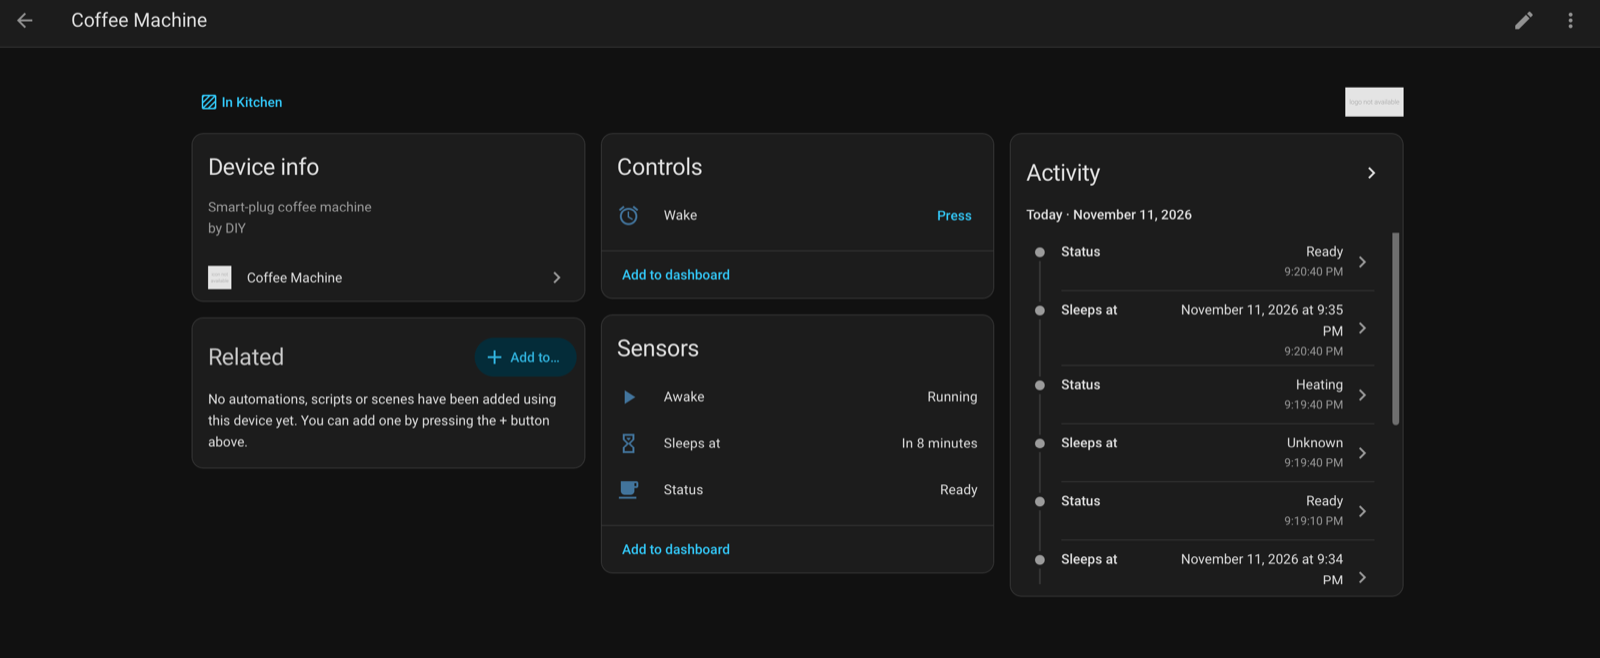 Coffee Machine
In Kitchen
logo not available
Device info
Smart-plug coffee machine
by DIY
Coffee Machine
Related
Add to...
No automations, scripts or scenes have been added using
this device yet. You can add one by pressing the + button
above.
Controls
Wake
Press
Add to dashboard
Sensors
Awake
Running
Sleeps at
In 8 minutes
Status
Ready
Add to dashboard
Activity
Today · November 11, 2026
Status
Ready
9:20:40 PM
Sleeps at
November 11, 2026 at 9:35
PM
9:20:40 PM
Status
Heating
9:19:40 PM
Sleeps at
Unknown
9:19:40 PM
Status
Ready
9:19:10 PM
Sleeps at
November 11, 2026 at 9:34
PM